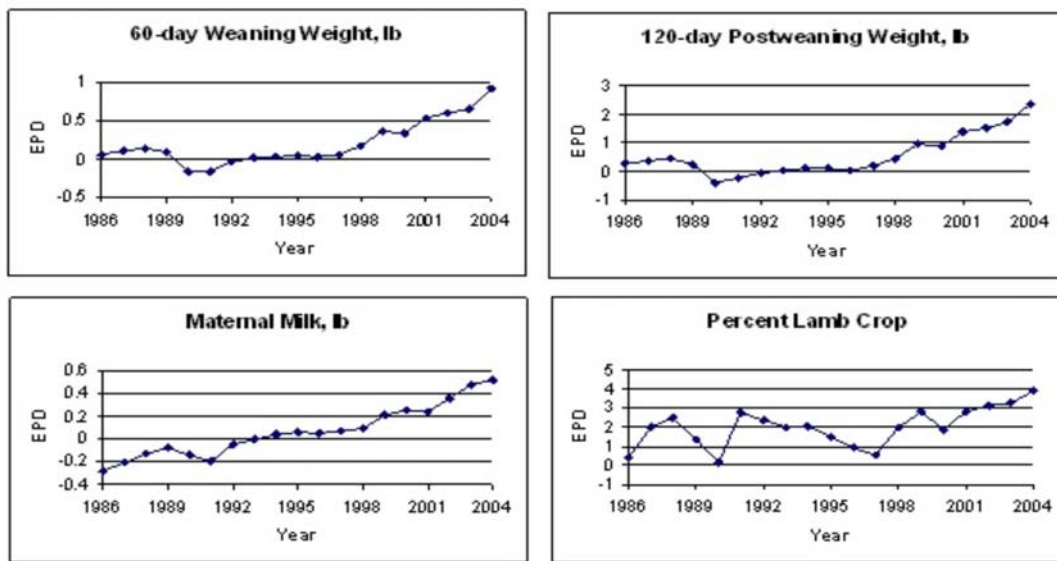 60-day Weaning Weight, lb
1
0.5
0
-0.5
EPD
1986 1989 1992 1995 1998 2001 2004
Year
120-day Postweaning Weight, lb
3
2
1
0
-1
EPD
1986 1989 1992 1995 1998 2001 2004
Year
Maternal Milk, lb
0.6
0.4
0.2
0
-0.2
-0.4
EPD
1986 1989 1992 1995 1998 2001 2004
Year
Percent Lamb Crop
5
4
3
2
1
0
-1
EPD
1986 1989 1992 1995 1998 2001 2004
Year